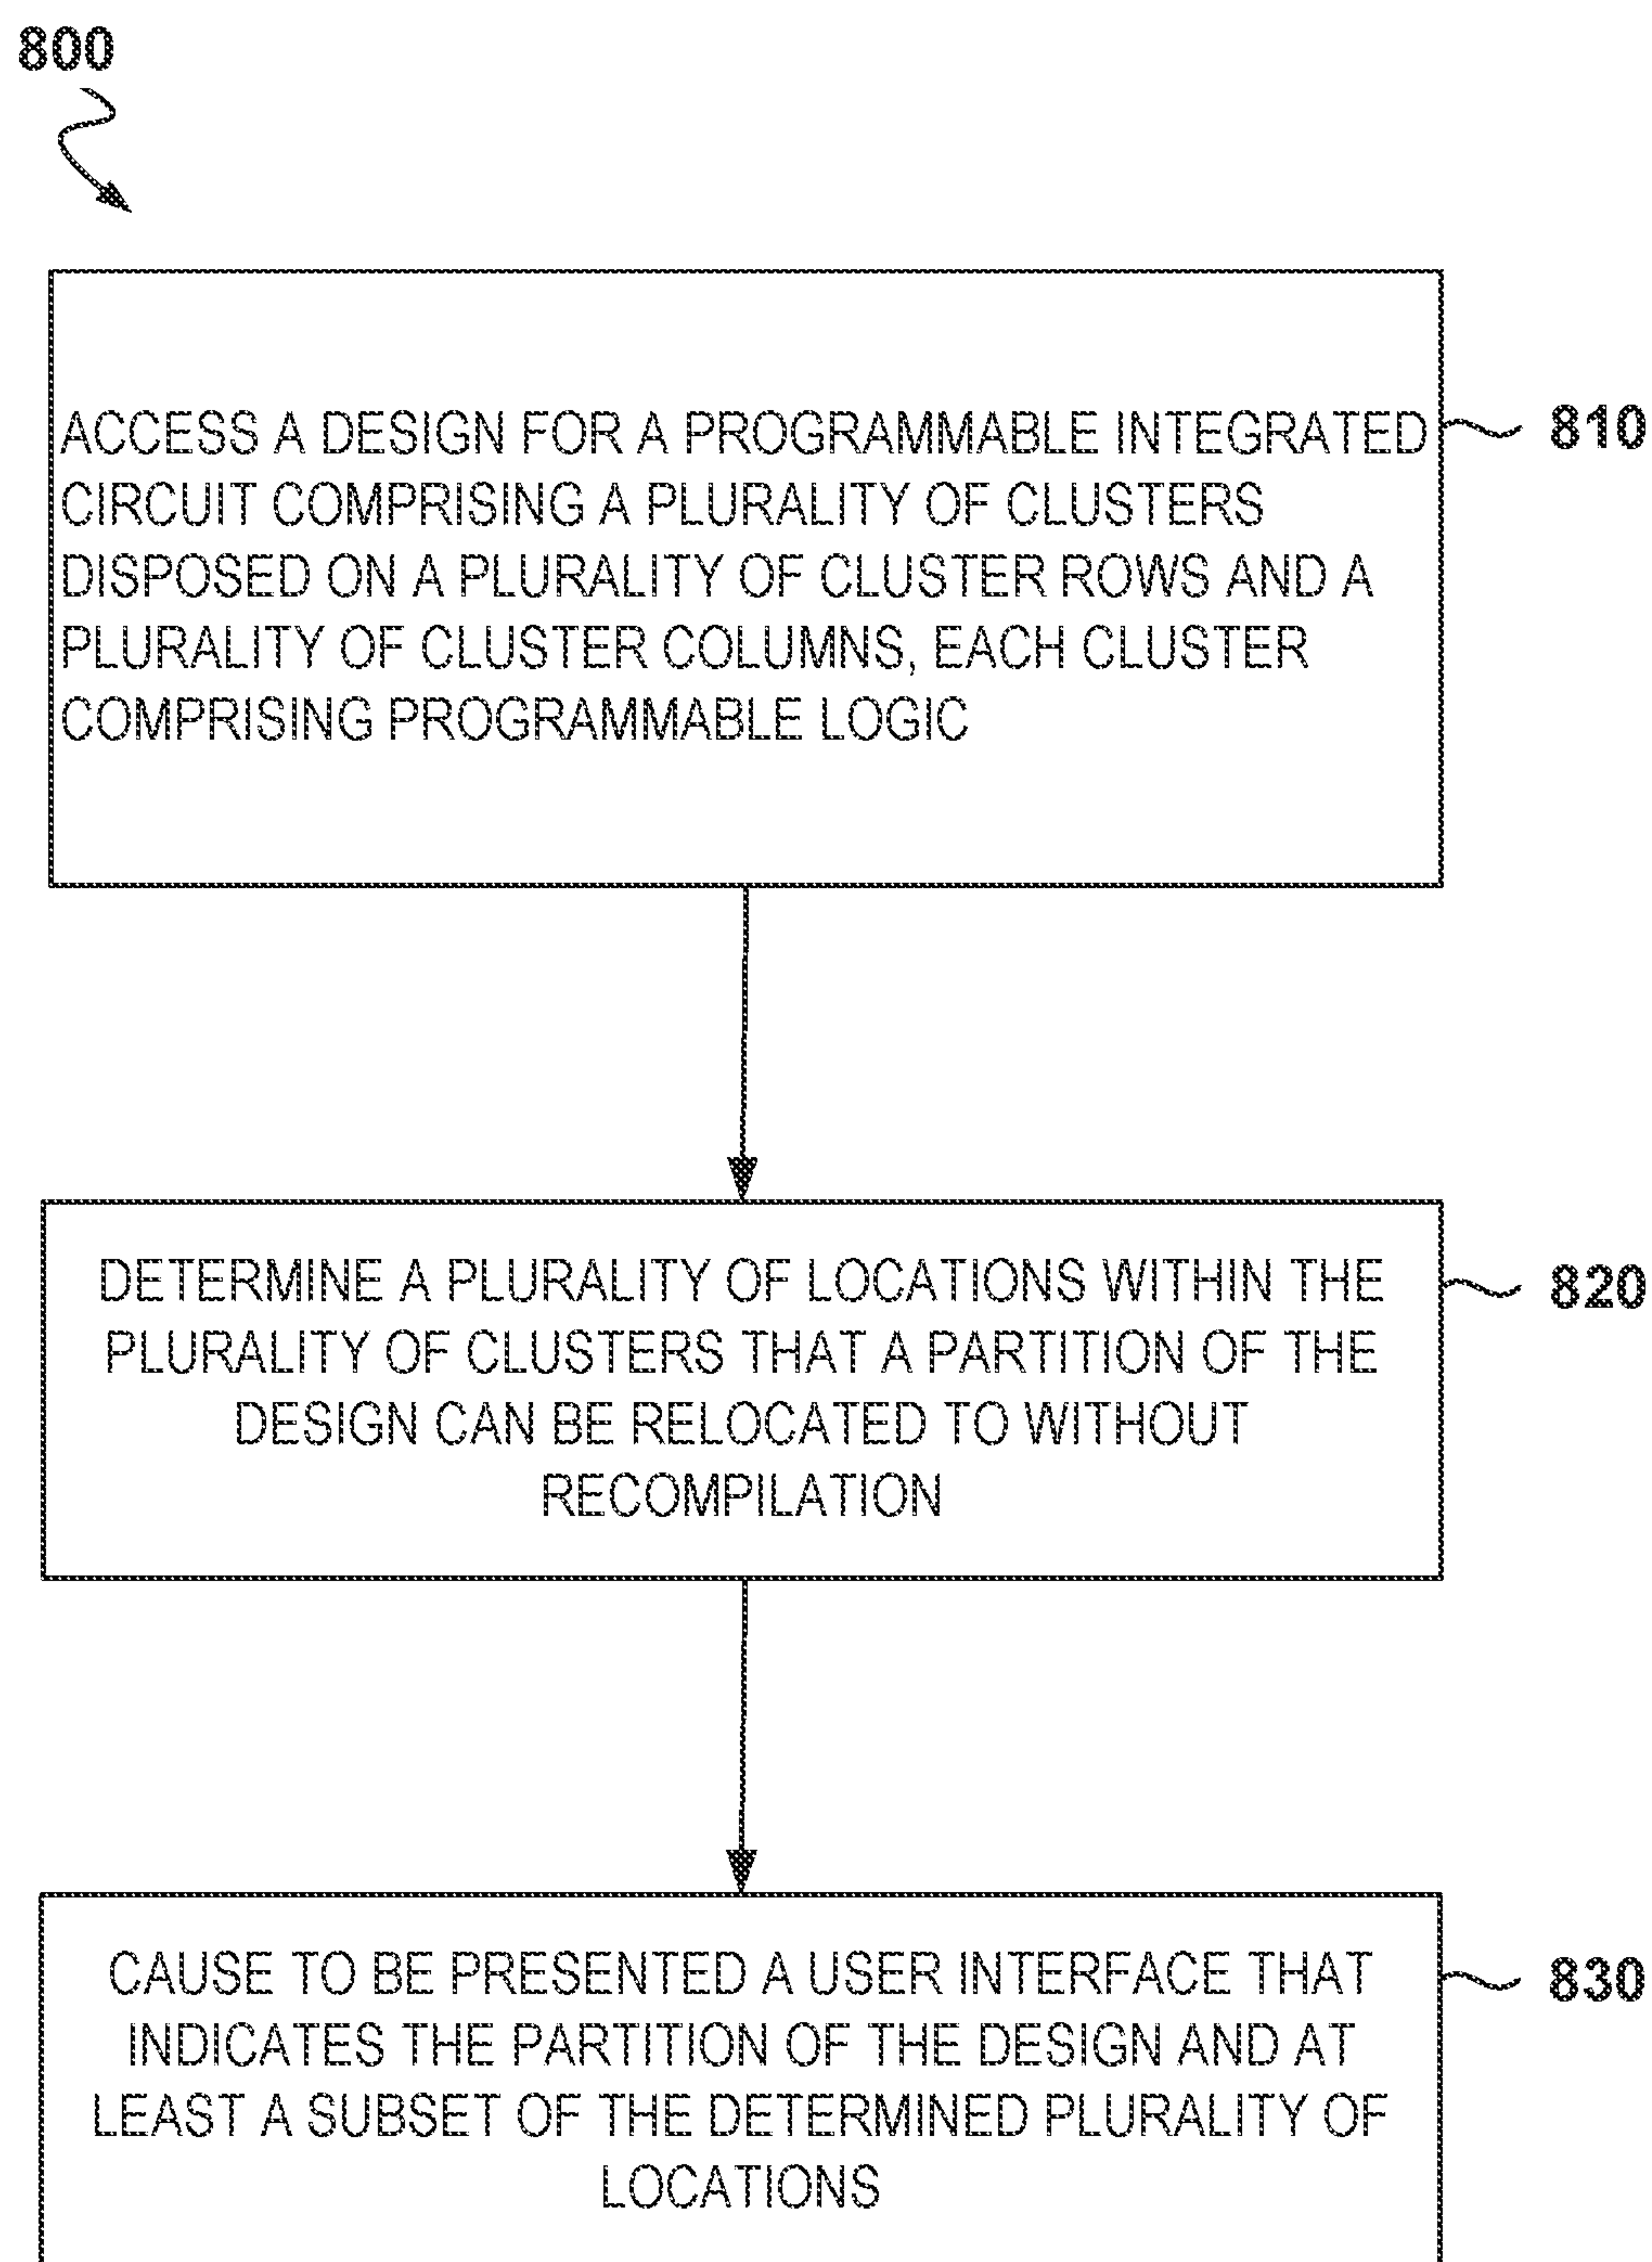 800
ACCESS A DESIGN FOR A PROGRAMMABLE INTEGRATED
CIRCUIT COMPRISING A PLURALITY OF CLUSTERS
DISPOSED ON A PLURALITY OF CLUSTER ROWS AND A
PLURALITY OF CLUSTER COLUMNS, EACH CLUSTER
COMPRISING PROGRAMMABLE LOGIC
810
DETERMINE A PLURALITY OF LOCATIONS WITHIN THE
PLURALITY OF CLUSTERS THAT A PARTITION OF THE
DESIGN CAN BE RELOCATED TO WITHOUT
RECOMPILATION
820
CAUSE TO BE PRESENTED A USER INTERFACE THAT
INDICATES THE PARTITION OF THE DESIGN AND AT
LEAST A SUBSET OF THE DETERMINED PLURALITY OF
LOCATIONS
830